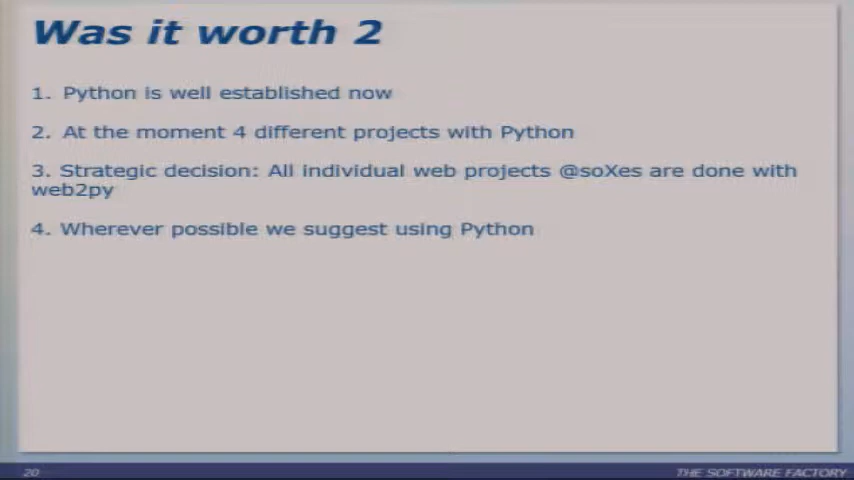 Was it worth 2
1. Python is well established now
2. At the moment 4 different projects with Python
3. Strategic decision: All individual web projects @soXes are done with
web2py
4. Wherever possible we suggest using Python
20
THE SOFTWARE FACTORY